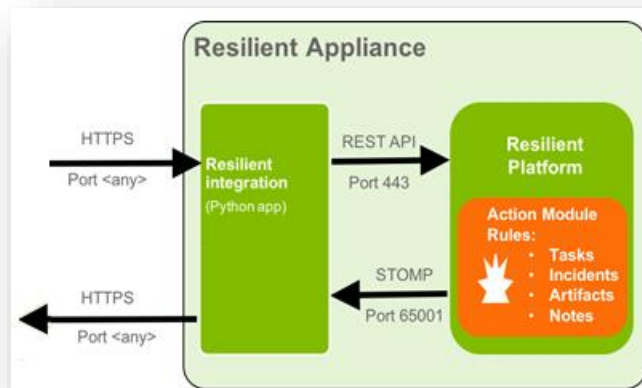 Resilient Appliance
HTTPS
Port <any>
Resilient
integration
(Python app)
REST API
Port 443
Resilient
Platform
Action Module
Rules:
• Tasks
• Incidents
• Artifacts
• Notes
STOMP
Port 65001
HTTPS
Port <any>